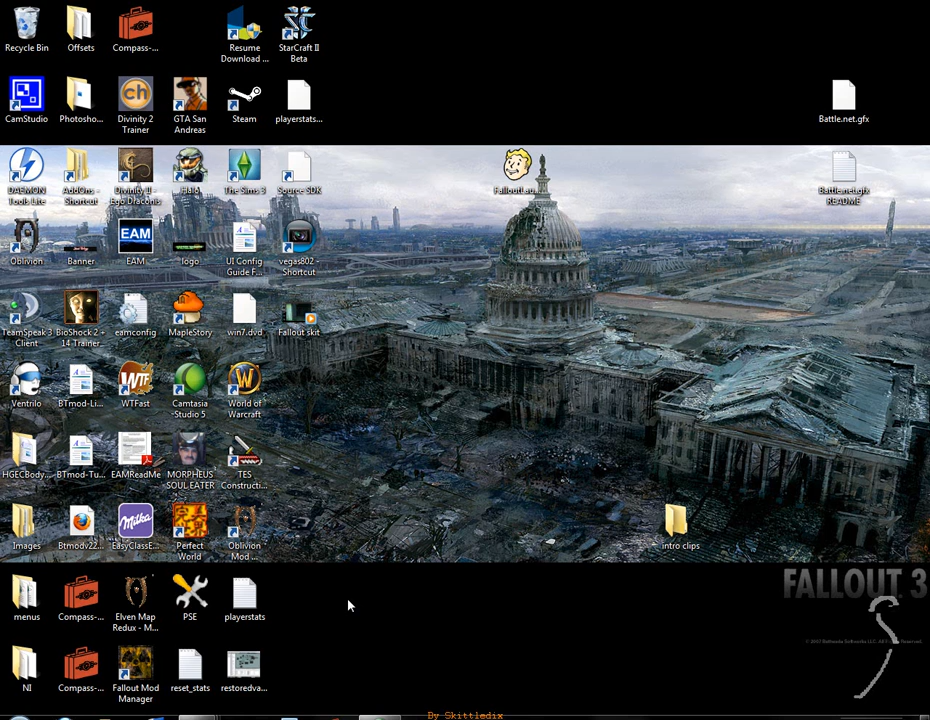 Recycle Bin
Offsets
Compass-...
Resume
Download ...
StarCraft II
Beta
CamStudio
Photosho...
Divinity 2
Trainer
GTA San
Andreas
Steam
playerstats...
Battle.net.gfx
DAEMON
Tools Lite
AddOns -
Shortcut
Divinity II -
Ego Draconis
Halo
The Sims 3
Source SDK
Battle.net.gfx
README
Oblivion
Banner
EAM
EAM
logo
UI Config
Guide F...
vegas802 -
Shortcut
TeamSpeak 3
Client
BioShock 2 +
14 Trainer
eamconfig
MapleStory
win7.dvd
Fallout skit
Ventrilo
BTmod-Li...
WTF
WTFast
Camtasia
Studio 5
World of
Warcraft
HGECBody...
BTmod-Tu...
EAMReadMe
MORPHEUS
SOUL EATER
TES
Constructi...
Images
Btmodv22...
Milka
EasyClassE...
Perfect
World
Oblivion
Mod ...
intro clips
menus
Compass-...
Elven Map
Redux - M...
PSE
playerstats
FALLOUT 3
NI
Compass-...
Fallout Mod
Manager
reset_stats
restoredva...
By Skittledix